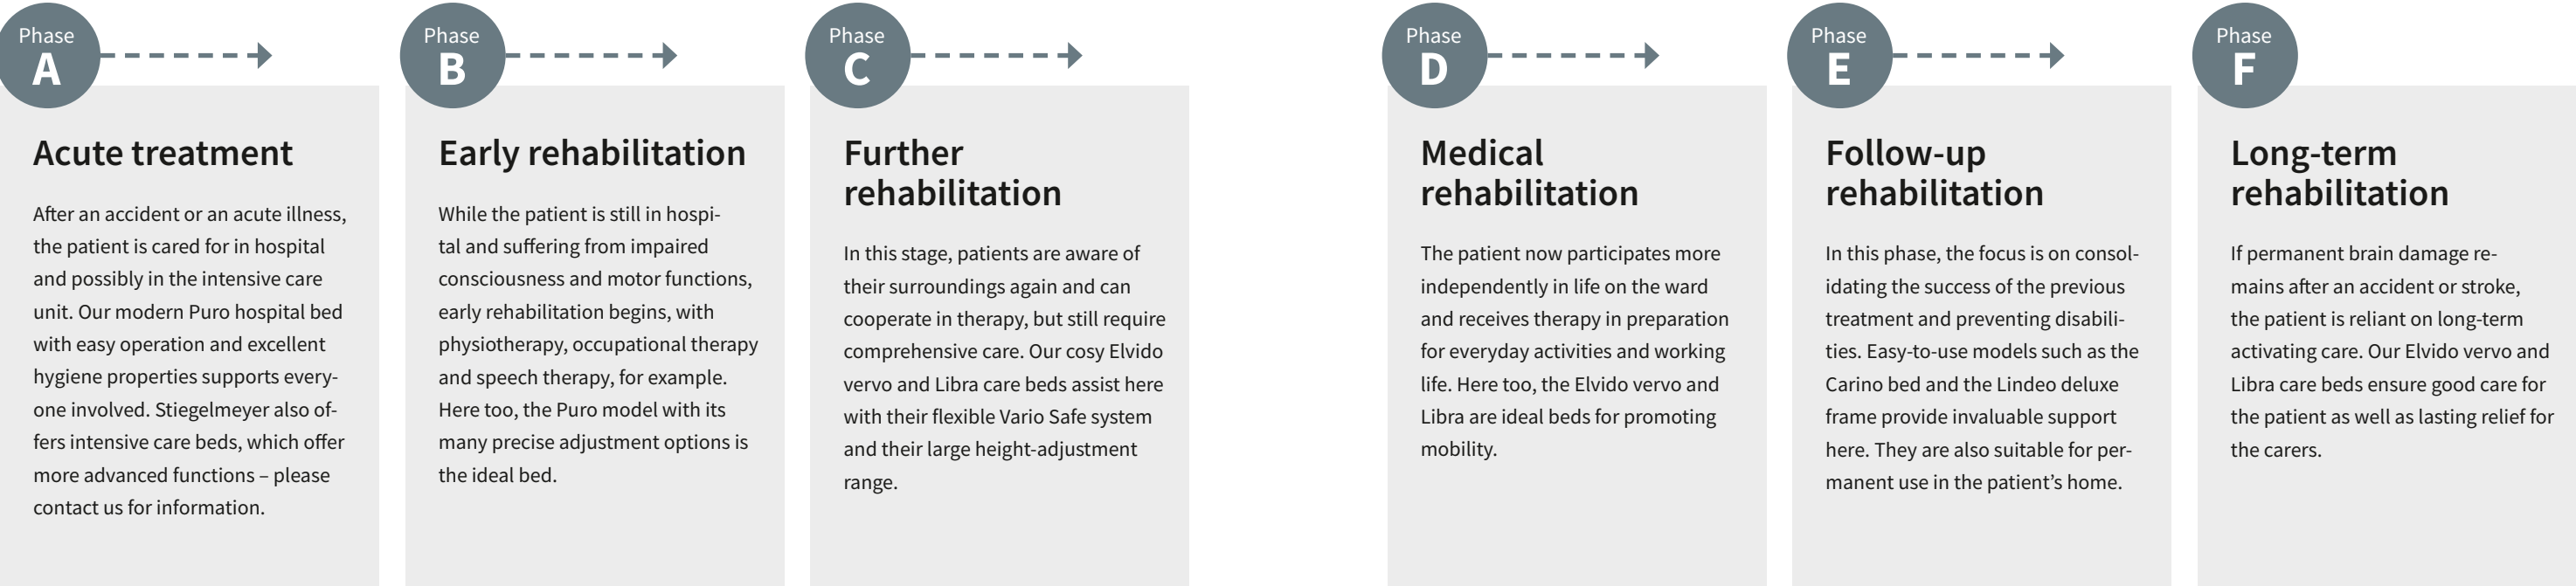 Phase
A
Acute treatment
After an accident or an acute illness,
the patient is cared for in hospital
and possibly in the intensive care
unit. Our modern Puro hospital bed
with easy operation and excellent
hygiene properties supports every-
one involved. Stiegelmeyer also of-
fers intensive care beds, which offer
more advanced functions – please
contact us for information.
Phase
B
Early rehabilitation
While the patient is still in hospi-
tal and suffering from impaired
consciousness and motor functions,
early rehabilitation begins, with
physiotherapy, occupational therapy
and speech therapy, for example.
Here too, the Puro model with its
many precise adjustment options is
the ideal bed.
Phase
C
Further
rehabilitation
In this stage, patients are aware of
their surroundings again and can
cooperate in therapy, but still require
comprehensive care. Our cosy Elvido
vervo and Libra care beds assist here
with their flexible Vario Safe system
and their large height-adjustment
range.
Phase
D
Medical
rehabilitation
The patient now participates more
independently in life on the ward
and receives therapy in preparation
for everyday activities and working
life. Here too, the Elvido vervo and
Libra are ideal beds for promoting
mobility.
Phase
E
Follow-up
rehabilitation
In this phase, the focus is on consol-
idating the success of the previous
treatment and preventing disabili-
ties. Easy-to-use models such as the
Carino bed and the Lindeo deluxe
frame provide invaluable support
here. They are also suitable for per-
manent use in the patient’s home.
Phase
F
Long-term
rehabilitation
If permanent brain damage re-
mains after an accident or stroke,
the patient is reliant on long-term
activating care. Our Elvido vervo and
Libra care beds ensure good care for
the patient as well as lasting relief for
the carers.